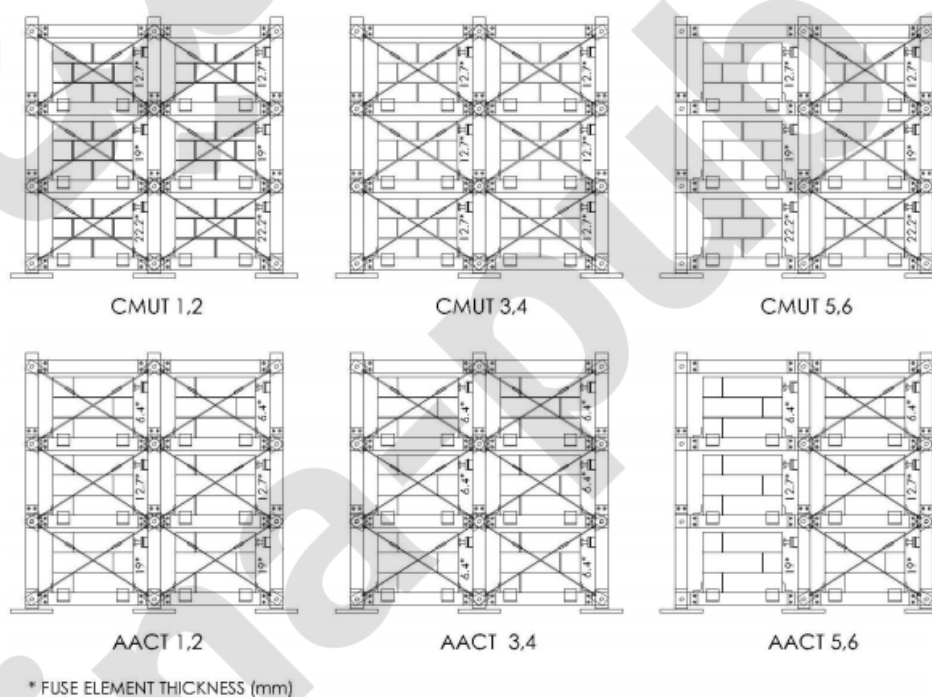 12.7* 12.7* 12.7* 12.7* 12.7* 12.7*
19* 19* 12.7* 12.7* 19* 19*
22.2* 22.2* 12.7* 12.7* 22.2* 22.2*
CMUT 1,2 CMUT 3,4 CMUT 5,6
6.4* 6.4* 6.4* 6.4* 6.4* 6.4*
12.7* 12.7* 6.4* 6.4* 12.7* 12.7*
19* 19* 6.4* 6.4* 19* 19*
AACT 1,2 AACT 3,4 AACT 5,6
* FUSE ELEMENT THICKNESS (mm)